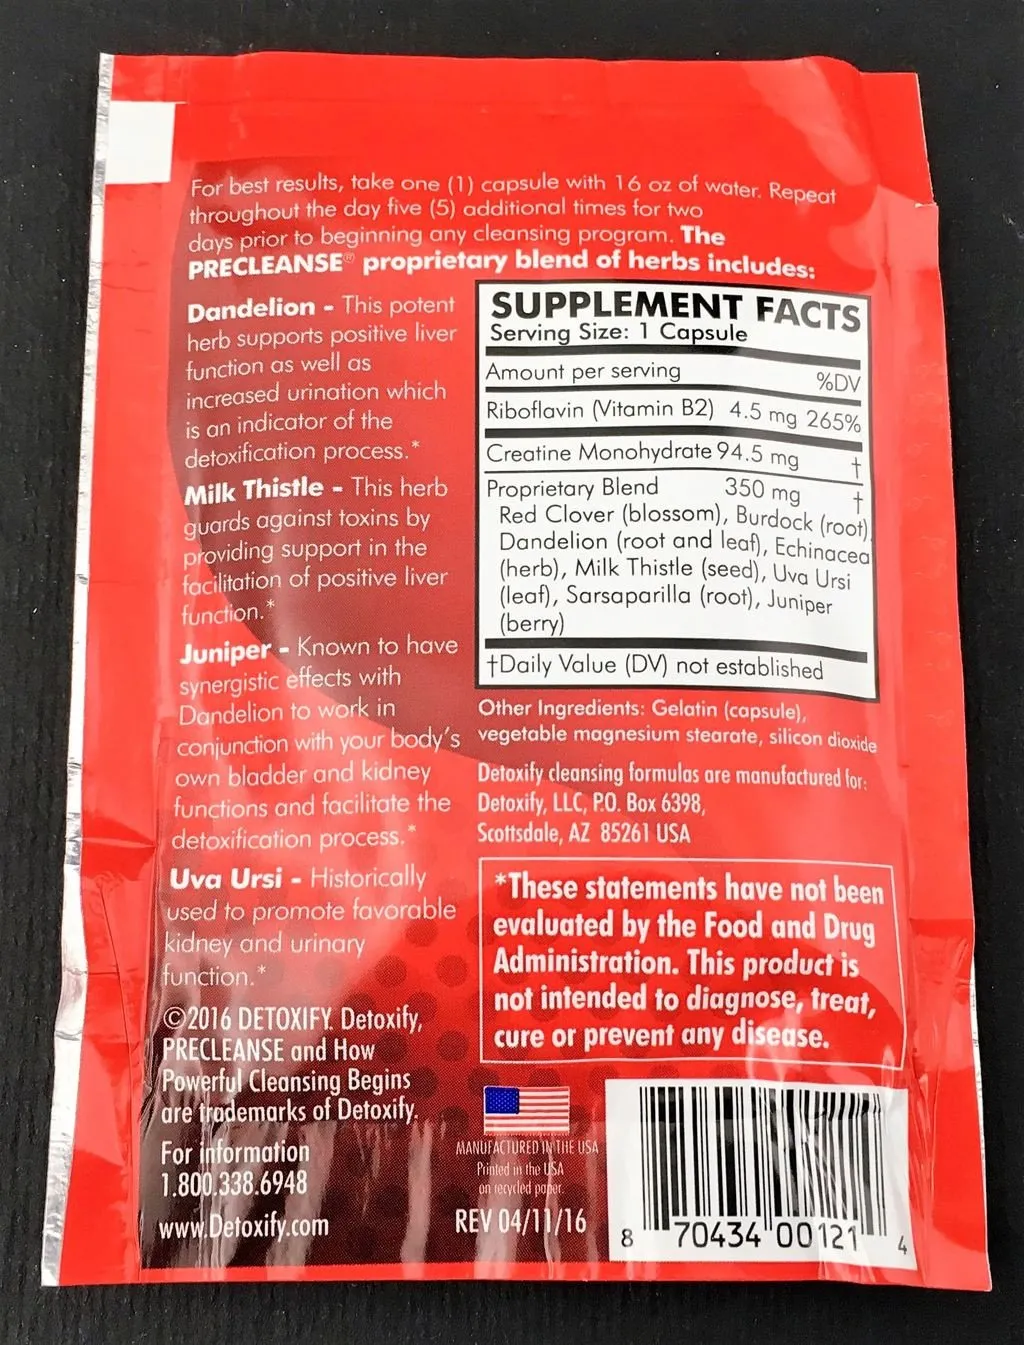 For best results, take one (1) capsule with 16 oz of water. Repeat
throughout the day five (5) additional times for two
days prior to beginning any cleansing program. The
PRECLEANSE® proprietary blend of herbs includes:
Dandelion - This potent
herb supports positive liver
function as well as
increased urination which
is an indicator of the
detoxification process.*
Milk Thistle - This herb
guards against toxins by
providing support in the
facilitation of positive liver
function.*
Juniper - Known to have
synergistic effects with
Dandelion to work in
conjunction with your body's
own bladder and kidney
functions and facilitate the
detoxification process.*
Uva Ursi - Historically
used to promote favorable
kidney and urinary
function.*
©2016 DETOXIFY. Detoxify,
PRECLEANSE and How
Powerful Cleansing Begins
are trademarks of Detoxify.
For information
1.800.338.6948
www.Detoxify.com
SUPPLEMENT FACTS
Serving Size: 1 Capsule
Amount per serving %DV
Riboflavin (Vitamin B2) 4.5 mg 265%
Creatine Monohydrate 94.5 mg †
Proprietary Blend 350 mg †
Red Clover (blossom), Burdock (root),
Dandelion (root and leaf), Echinacea
(herb), Milk Thistle (seed), Uva Ursi
(leaf), Sarsaparilla (root), Juniper
(berry)
†Daily Value (DV) not established
Other Ingredients: Gelatin (capsule),
vegetable magnesium stearate, silicon dioxide
Detoxify cleansing formulas are manufactured for:
Detoxify, LLC, P.O. Box 6398,
Scottsdale, AZ 85261 USA
*These statements have not been
evaluated by the Food and Drug
Administration. This product is
not intended to diagnose, treat,
cure or prevent any disease.
MANUFACTURED IN THE USA
Printed in the USA
on recycled paper.
REV 04/11/16
8 70434 00121 4